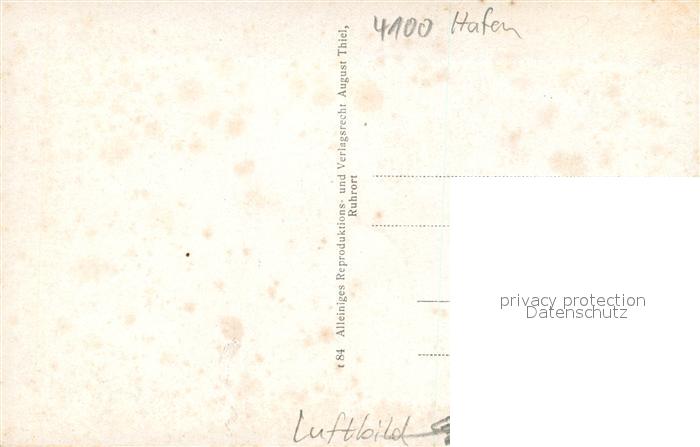 4100 Hafen
t 84 Alleiniges Reproduktions- und Verlagsrecht August Thiel,
Ruhrort
privacy protection
Datenschutz
Luftbild